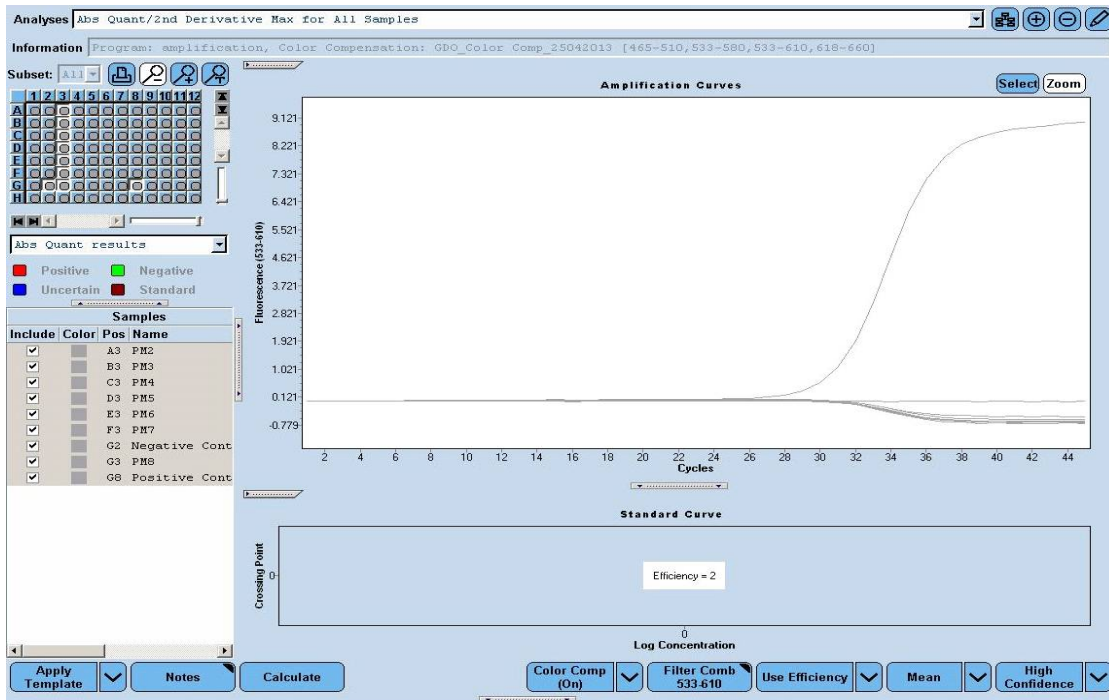 Analyses Abs Quant/2nd Derivative Max for All Samples
Information Program: amplification, Color Compensation: GDO_Color Comp_25042013 [465-510,533-580,533-610,618-660]
Subset: All
1 2 3 4 5 6 7 8 9 10 11 12
A
B
C
D
E
F
G
H
Abs Quant results
Positive Negative
Uncertain Standard
Samples
Include Color Pos Name
A3 PM2
B3 PM3
C3 PM4
D3 PM5
E3 PM6
F3 PM7
G2 Negative Cont
G3 PM8
G8 Positive Cont
Amplification Curves
Select Zoom
Fluorescence (533-610)
9.121
8.221
7.321
6.421
5.521
4.621
3.721
2.821
1.921
1.021
0.121
-0.779
2 4 6 8 10 12 14 16 18 20 22 24 26 28 30 32 34 36 38 40 42 44
Cycles
Standard Curve
Crossing Point
0
Efficiency = 2
0
Log Concentration
Apply Template
Notes
Calculate
Color Comp (On)
Filter Comb 533-610
Use Efficiency
Mean
High Confidence